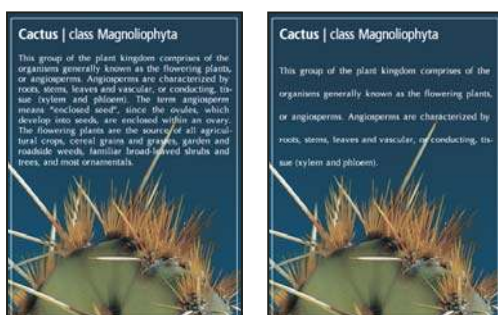 Cactus | class Magnoliophyta
This group of the plant kingdom comprises of the
organisms generally known as the flowering plants,
or angiosperms. Angiosperms are characterized by
roots, stems, leaves and vascular, or conducting, tis-
sue (xylem and phloem). The term angiosperm
means "enclosed seed", since the ovules, which
develop into seeds, are enclosed within an ovary.
The flowering plants are the source of all agricul-
tural crops, cereal grains and grasses, garden and
roadside weeds, familiar broad-leaved shrubs and
trees, and most ornamentals.
Cactus | class Magnoliophyta
This group of the plant kingdom comprises of the
organisms generally known as the flowering plants,
or angiosperms. Angiosperms are characterized by
roots, stems, leaves and vascular, or conducting, tis-
sue (xylem and phloem).